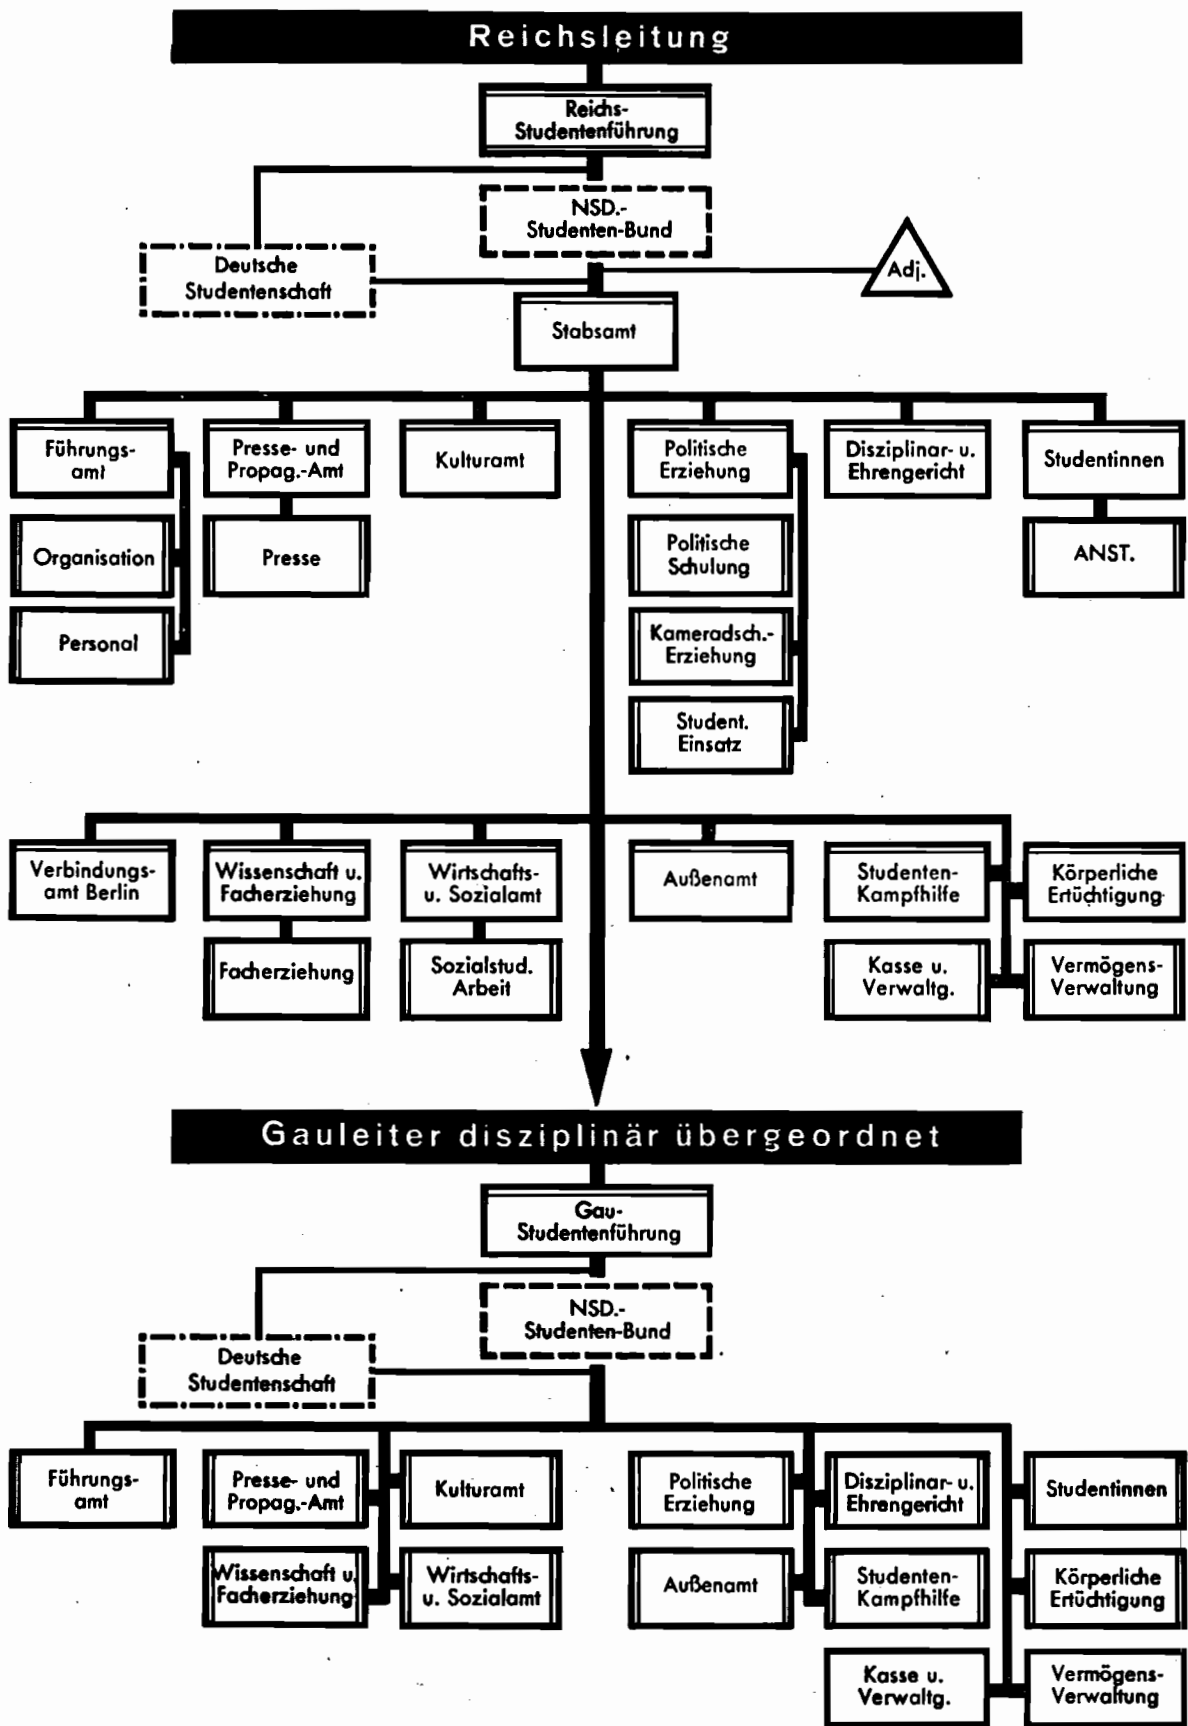 Reichsleitung
Reichs-
Studentenführung
NSD.-
Studenten-Bund
Deutsche
Studentenschaft
Adj.
Stabsamt
Führungs-
amt
Presse- und
Propag.-Amt
Kulturamt
Politische
Erziehung
Disziplinar- u.
Ehrengericht
Studentinnen
Organisation
Presse
Politische
Schulung
ANST.
Personal
Kameradsch.-
Erziehung
Student.
Einsatz
Verbindungs-
amt Berlin
Wissenschaft u.
Facherziehung
Wirtschafts-
u. Sozialamt
Außenamt
Studenten-
Kampfhilfe
Körperliche
Ertüchtigung
Facherziehung
Sozialstud.
Arbeit
Kasse u.
Verwaltg.
Vermögens-
Verwaltung
Gauleiter disziplinär übergeordnet
Gau-
Studentenführung
NSD.-
Studenten-Bund
Deutsche
Studentenschaft
Führungs-
amt
Presse- und
Propag.-Amt
Kulturamt
Politische
Erziehung
Disziplinar- u.
Ehrengericht
Studentinnen
Wissenschaft u.
Facherziehung
Wirtschafts-
u. Sozialamt
Außenamt
Studenten-
Kampfhilfe
Körperliche
Ertüchtigung
Kasse u.
Verwaltg.
Vermögens-
Verwaltung